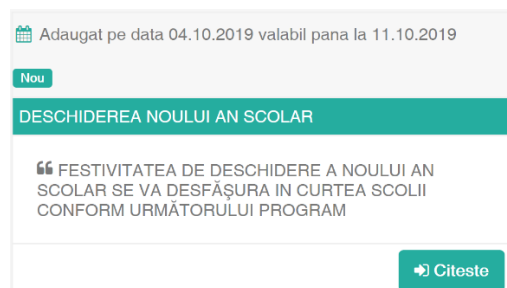 Adaugat pe data 04.10.2019 valabil pana la 11.10.2019
Nou
DESCHIDEREA NOULUI AN SCOLAR
❝ FESTIVITATEA DE DESCHIDERE A NOULUI AN
SCOLAR SE VA DESFĂŞURA IN CURTEA SCOLII
CONFORM URMĂTORULUI PROGRAM
Citeste